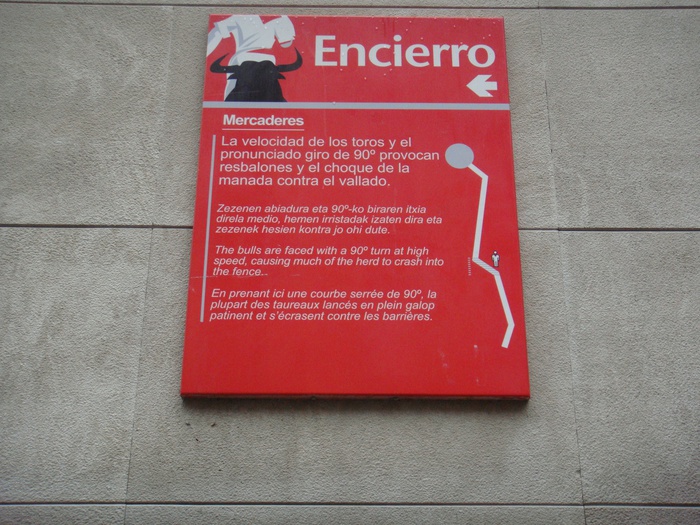 Encierro
Mercaderes
La velocidad de los toros y el
pronunciado giro de 90º provocan
resbalones y el choque de la
manada contra el vallado.
Zezenen abiadura eta 90º-ko biraren itxia
direla medio, hemen irristadak izaten dira eta
zezenek hesien kontra jo ohi dute.
The bulls are faced with a 90º turn at high
speed, causing much of the herd to crash into
the fence..
En prenant ici une courbe serrée de 90º, la
plupart des taureaux lancés en plein galop
patinent et s'écrasent contre les barrières.